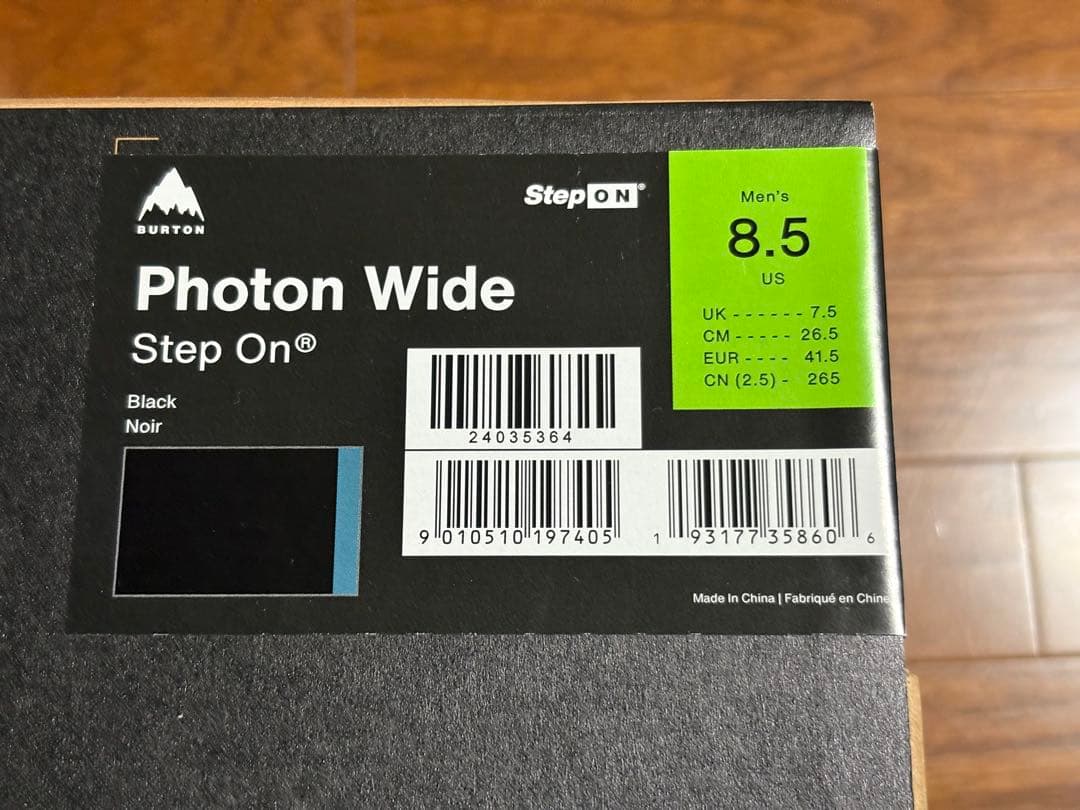 BURTON
StepON®
Photon Wide
Step On®
Black
Noir
Men's
8.5
US
UK - - - - - - 7.5
CM - - - - - 26.5
EUR - - - - 41.5
CN (2.5) - 265
24035364
9 010510 197405
1 93177 35860 6
Made In China | Fabriqué en Chine